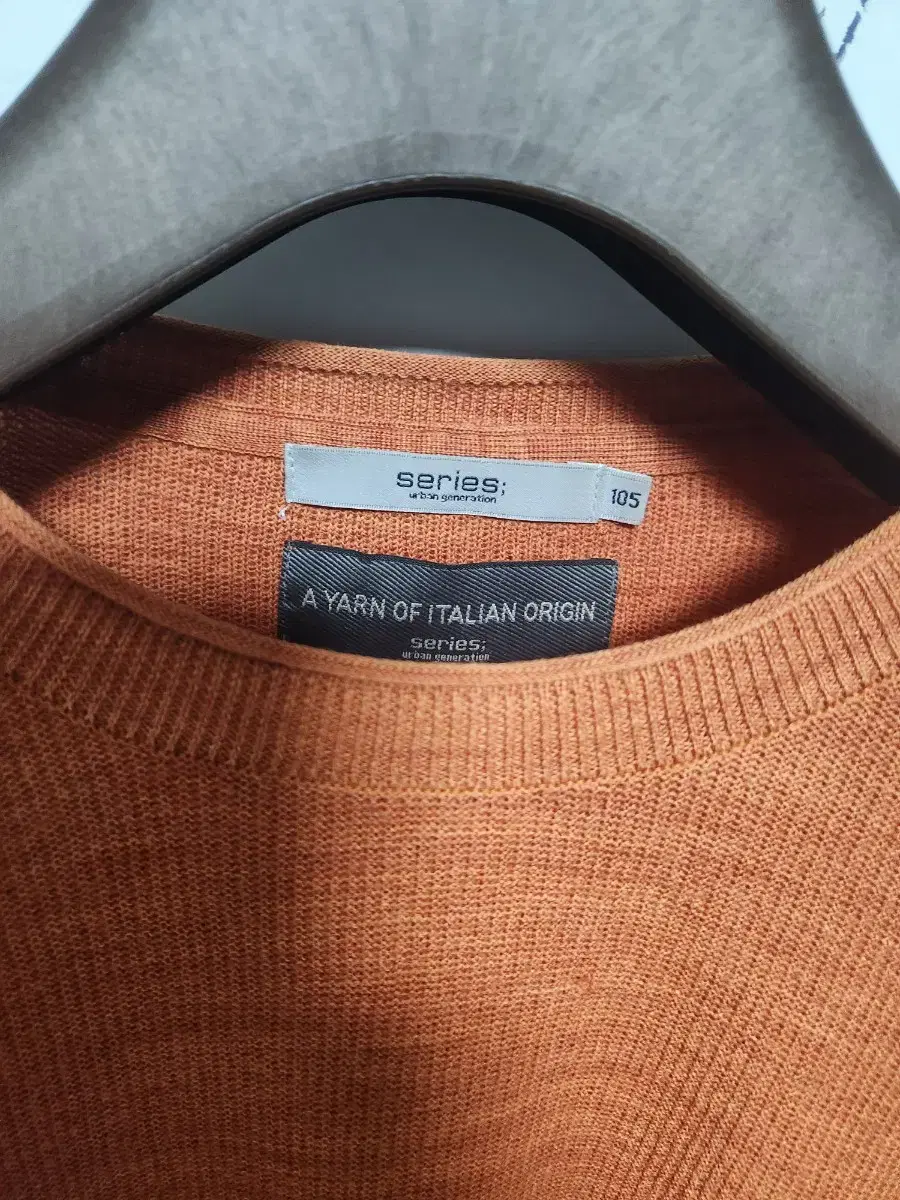 series;
urban generation
105
A YARN OF ITALIAN ORIGIN
series;
urban generation